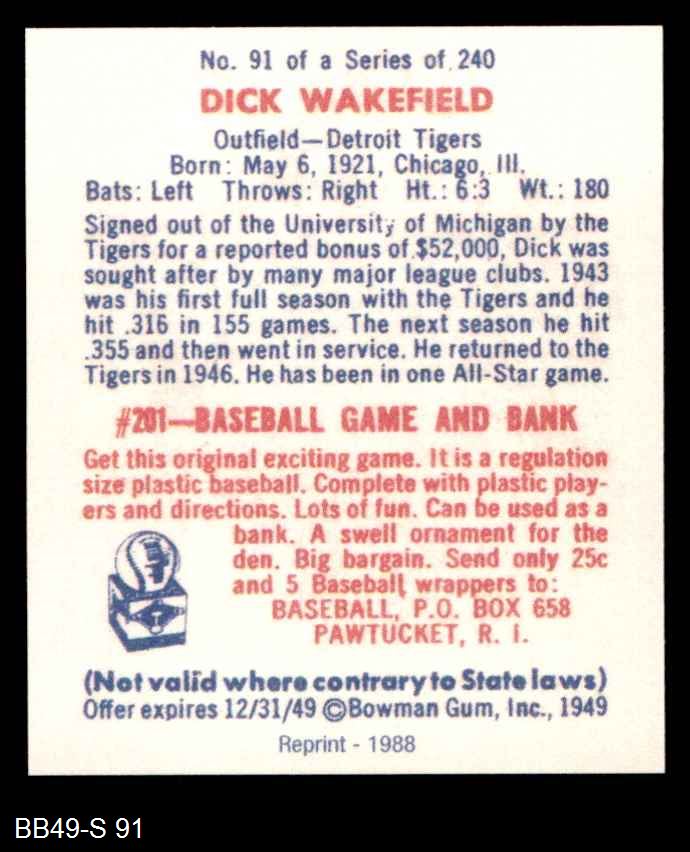 No. 91 of a Series of 240
DICK WAKEFIELD
Outfield—Detroit Tigers
Born: May 6, 1921, Chicago, Ill.
Bats: Left Throws: Right Ht.: 6:3 Wt.: 180
Signed out of the University of Michigan by the
Tigers for a reported bonus of $52,000, Dick was
sought after by many major league clubs. 1943
was his first full season with the Tigers and he
hit .316 in 155 games. The next season he hit
.355 and then went in service. He returned to the
Tigers in 1946. He has been in one All-Star game.
#201—BASEBALL GAME AND BANK
Get this original exciting game. It is a regulation
size plastic baseball. Complete with plastic play-
ers and directions. Lots of fun. Can be used as a
bank. A swell ornament for the
den. Big bargain. Send only 25c
and 5 Baseball wrappers to:
BASEBALL, P.O. BOX 658
PAWTUCKET, R. I.
(Not valid where contrary to State laws)
Offer expires 12/31/49 ©Bowman Gum, Inc., 1949
Reprint - 1988
BB49-S 91